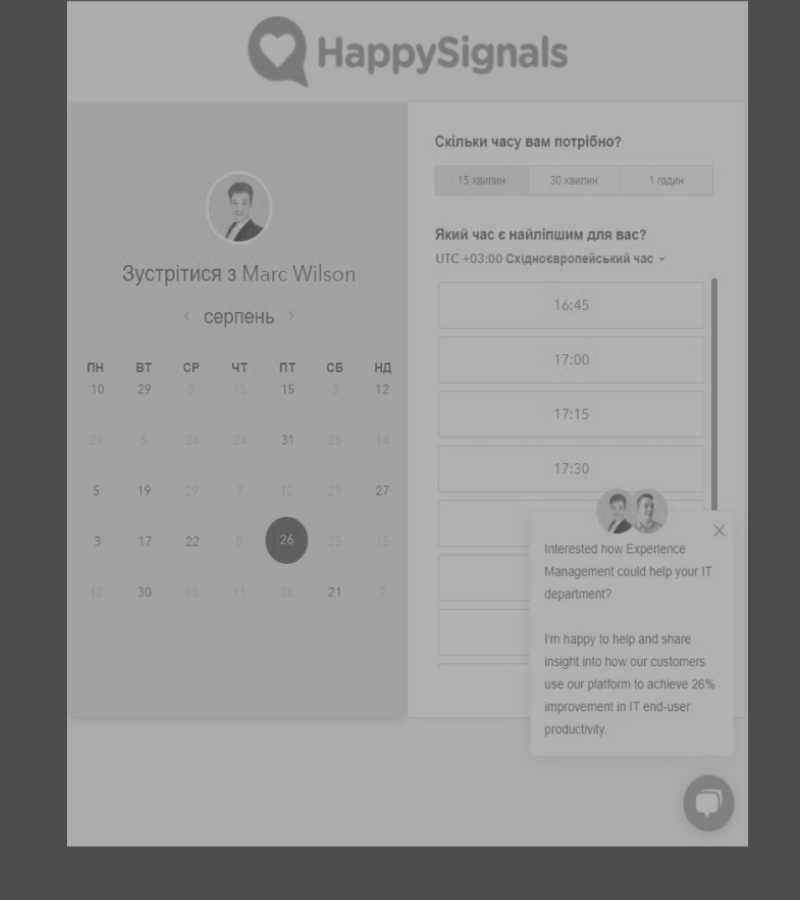 HappySignals
Зустрітися з Marc Wilson
‹ серпень ›
ПН ВТ СР ЧТ ПТ СБ НД
10 29 15 15 12
29 5 24 24 31 25 14
5 19 29 7 12 29 27
3 17 22 5 26 25 15
12 30 11 21 7
Скільки часу вам потрібно?
15 хвилин 30 хвилин 1 годин
Який час є найліпшим для вас?
UTC +03:00 Східноєвропейський час
16:45
17:00
17:15
17:30
Interested how Experience
Management could help your IT
department?
I'm happy to help and share
insight into how our customers
use our platform to achieve 26%
improvement in IT end-user
productivity.